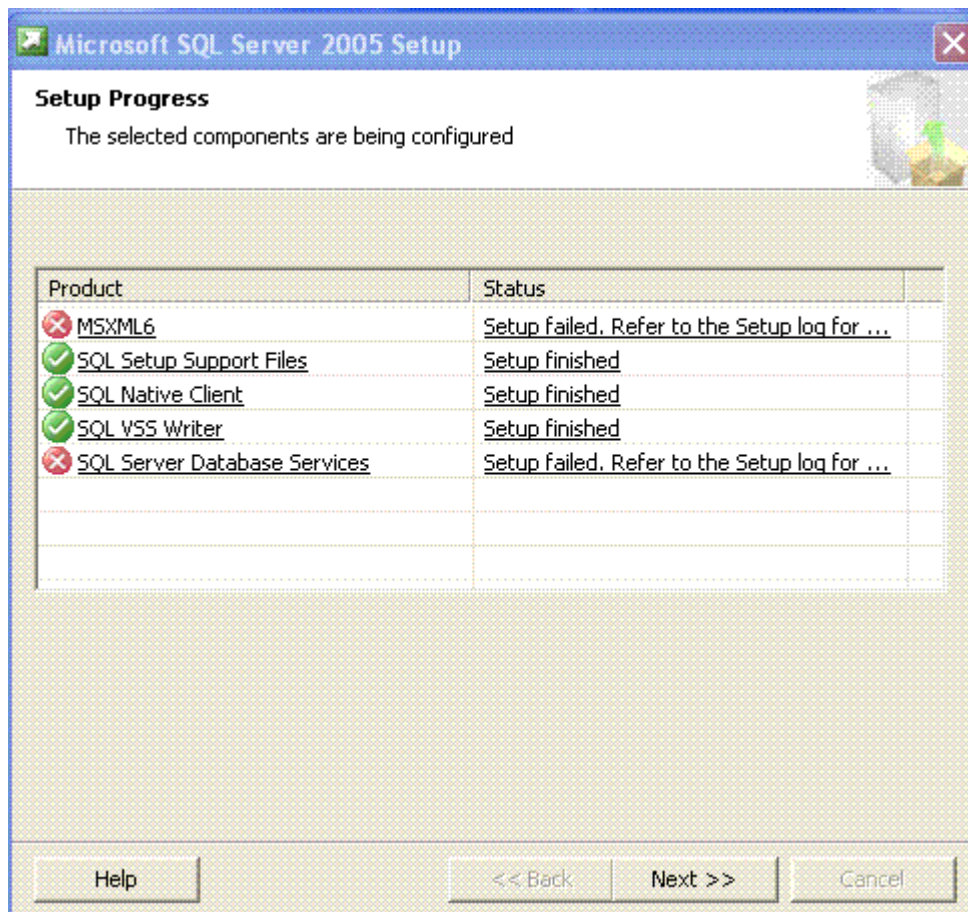 Microsoft SQL Server 2005 Setup
Setup Progress
The selected components are being configured
Product Status
MSXML6 Setup failed. Refer to the Setup log for ...
SQL Setup Support Files Setup finished
SQL Native Client Setup finished
SQL VSS Writer Setup finished
SQL Server Database Services Setup failed. Refer to the Setup log for ...
Help << Back Next >> Cancel